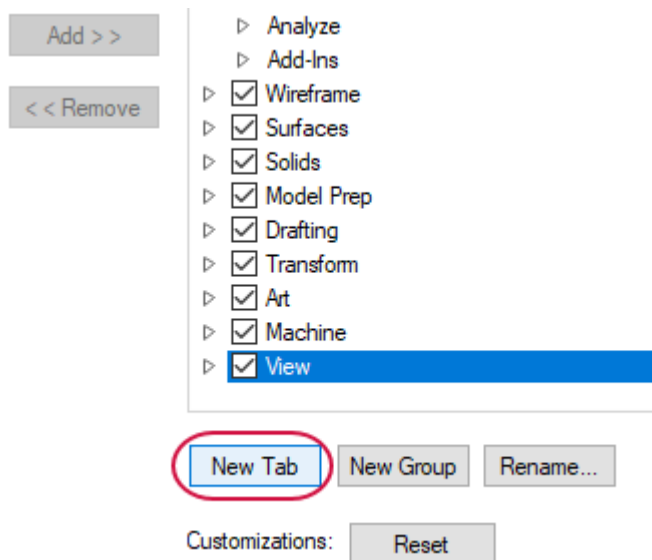 Add > >
< < Remove
Analyze
Add-Ins
Wireframe
Surfaces
Solids
Model Prep
Drafting
Transform
Art
Machine
View
New Tab New Group Rename...
Customizations: Reset